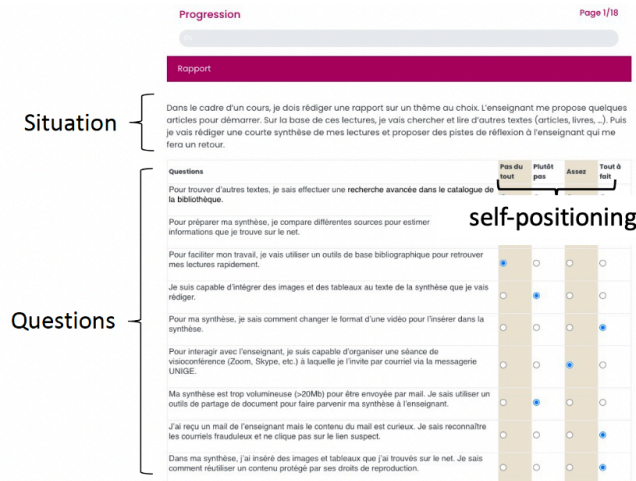 Progression
Page 1/18
Rapport
Situation
Dans le cadre d'un cours, je dois rédiger une rapport sur un thème au choix. L'enseignant me propose quelques
articles pour démarrer. Sur la base de ces lectures, je vais chercher et lire d'autres textes (articles, livres, …). Puis
je vais rédiger une courte synthèse de mes lectures et proposer des pistes de réflexion à l'enseignant qui me
fera un retour.
Questions
Pas du tout
Plutôt pas
Assez
Tout à fait
self-positioning
Pour trouver d'autres textes, je sais effectuer une recherche avancée dans le catalogue de
la bibliothèque.
Pour préparer ma synthèse, je compare différentes sources pour estimer
informations que je trouve sur le net.
Pour faciliter mon travail, je vais utiliser un outils de base bibliographique pour retrouver
mes lectures rapidement.
Je suis capable d'intégrer des images et des tableaux au texte de la synthèse que je vais
rédiger.
Questions
Pour ma synthèse, je sais comment changer le format d'une vidéo pour l'insérer dans la
synthèse.
Pour interagir avec l'enseignant, je suis capable d'organiser une séance de
visioconférence (Zoom, Skype, etc.) à laquelle je l'invite par courriel via la messagerie
UNIGE.
Ma synthèse est trop volumineuse (>20Mb) pour être envoyée par mail. Je sais utiliser un
outils de partage de document pour faire parvenir ma synthèse à l'enseignant.
J'ai reçu un mail de l'enseignant mais le contenu du mail est curieux. Je sais reconnaître
les courriels frauduleux et ne clique pas sur le lien suspect.
Dans ma synthèse, j'ai inséré des images et tableaux que j'ai trouvés sur le net. Je sais
comment réutiliser un contenu protégé par ses droits de reproduction.